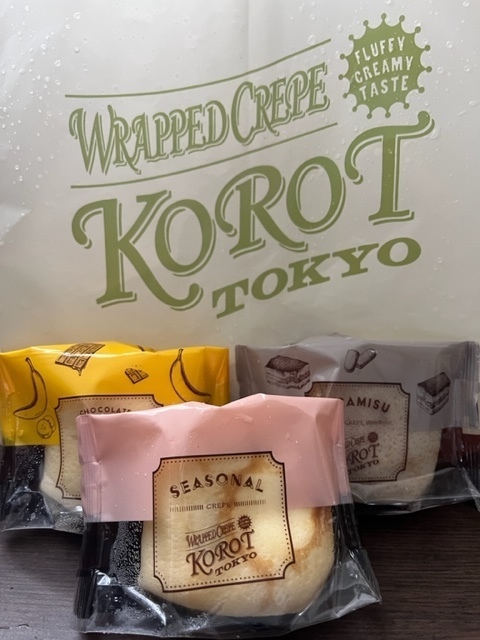 FLUFFY
CREAMY
TASTE
WRAPPED CREPE
KOROT
TOKYO
CHOCOLATE
SEASONAL
CREPE
WRAPPED CREPE
KOROT
TOKYO
AMISU
KOROT
TOKYO